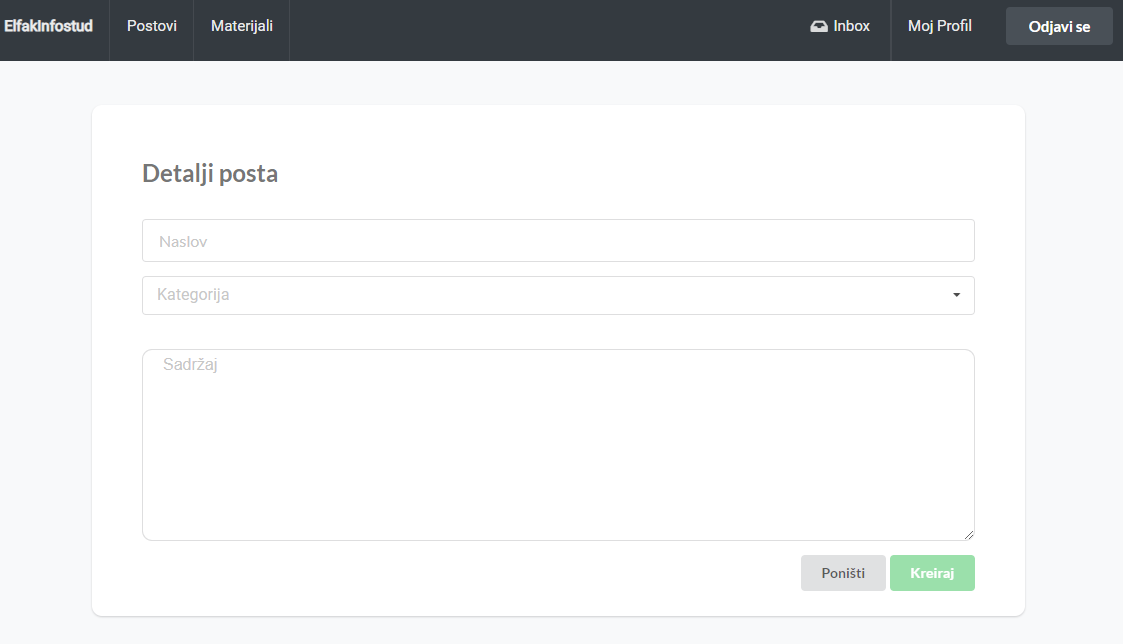 ElfakInfostud Postovi Materijali Inbox Moj Profil Odjavi se
Detalji posta
Naslov
Kategorija
Sadržaj
Poništi Kreiraj